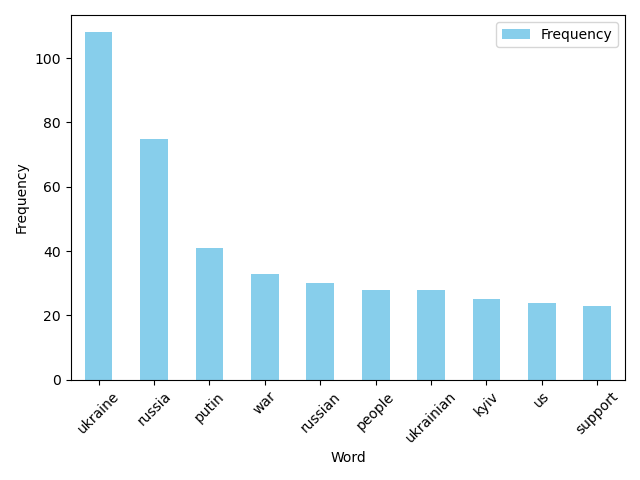 Frequency
Frequency
100
80
60
40
20
0
ukraine
russia
putin
war
russian
people
ukrainian
kyiv
us
support
Word